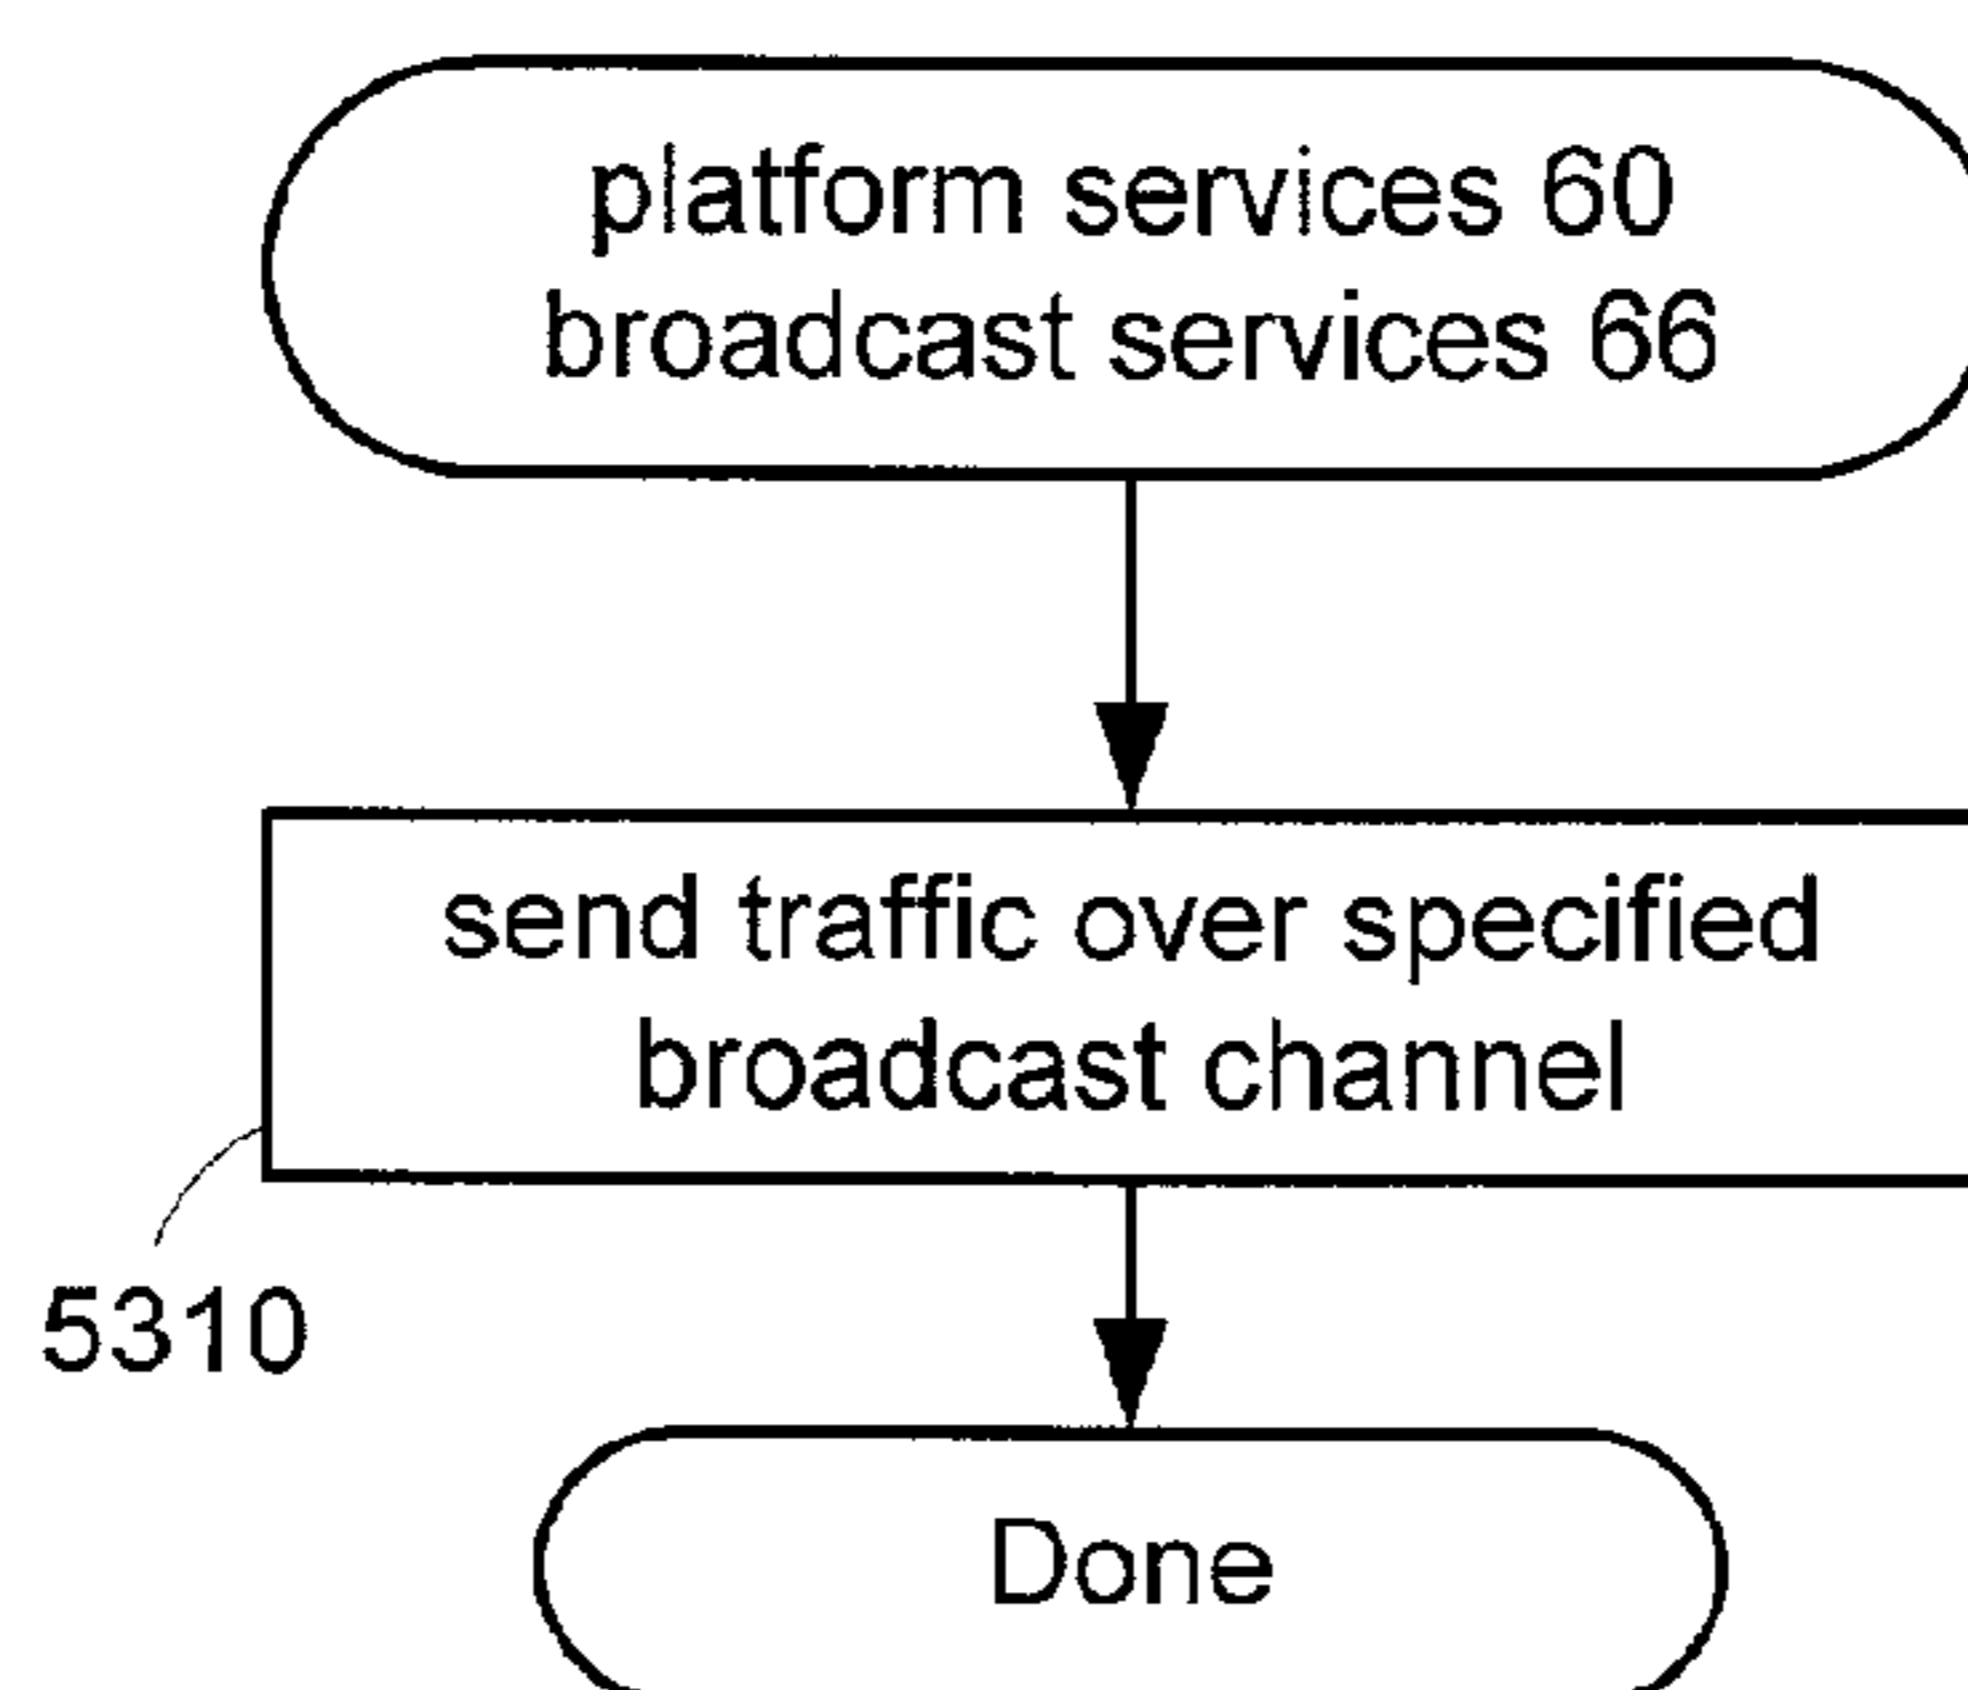 platform services 60
broadcast services 66
send traffic over specified
broadcast channel
5310
Done